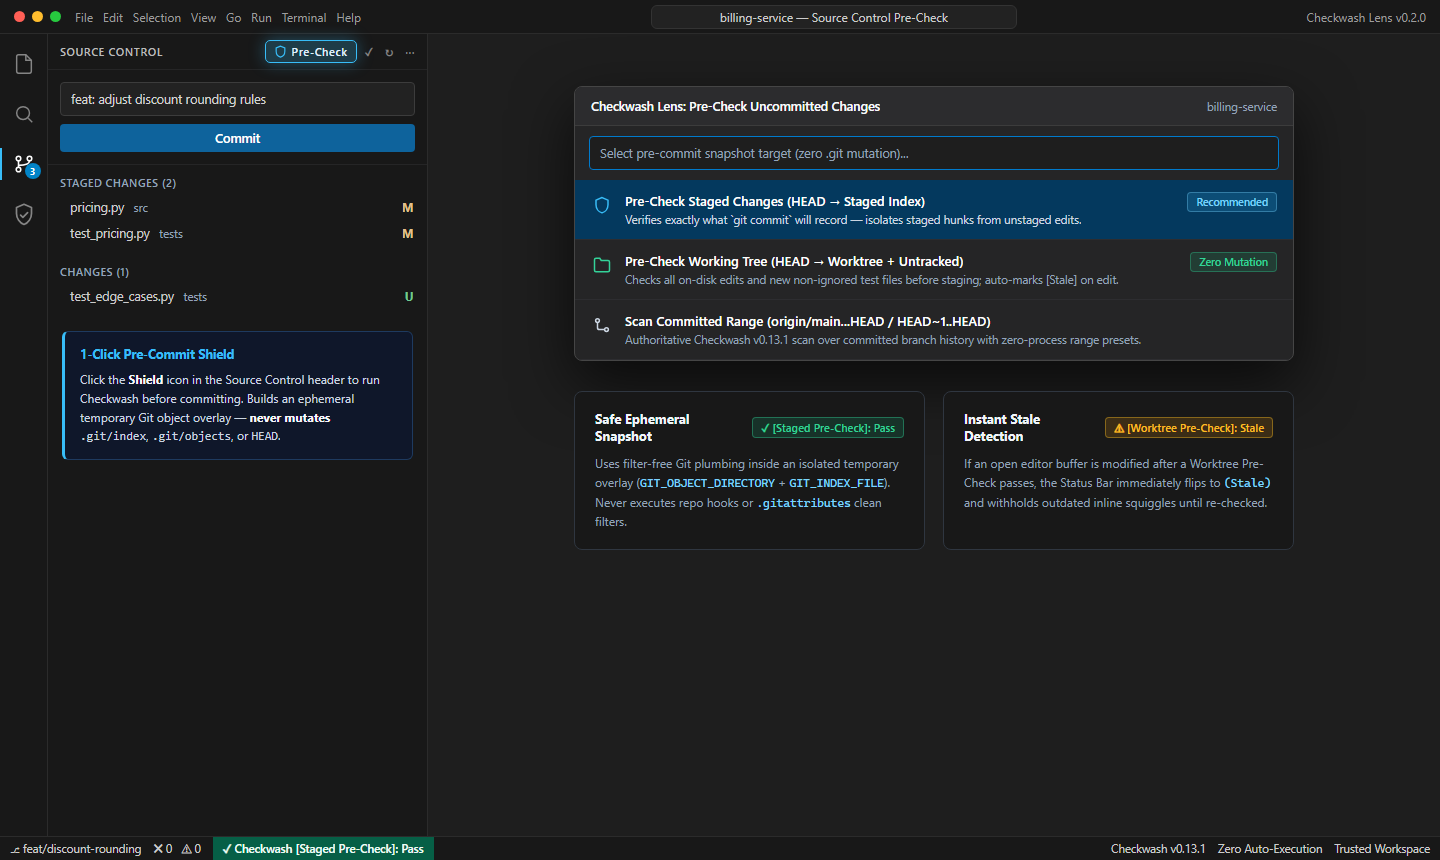 File Edit Selection View Go Run Terminal Help
billing-service — Source Control Pre-Check
Checkwash Lens v0.2.0
SOURCE CONTROL
Pre-Check
feat: adjust discount rounding rules
Commit
3
STAGED CHANGES (2)
pricing.py src M
test_pricing.py tests M
CHANGES (1)
test_edge_cases.py tests U
1-Click Pre-Commit Shield
Click the Shield icon in the Source Control header to run
Checkwash before committing. Builds an ephemeral
temporary Git object overlay — never mutates
.git/index, .git/objects, or HEAD.
Checkwash Lens: Pre-Check Uncommitted Changes
billing-service
Select pre-commit snapshot target (zero .git mutation)...
Pre-Check Staged Changes (HEAD → Staged Index)
Recommended
Verifies exactly what `git commit` will record — isolates staged hunks from unstaged edits.
Pre-Check Working Tree (HEAD → Worktree + Untracked)
Zero Mutation
Checks all on-disk edits and new non-ignored test files before staging; auto-marks [Stale] on edit.
Scan Committed Range (origin/main...HEAD / HEAD~1..HEAD)
Authoritative Checkwash v0.13.1 scan over committed branch history with zero-process range presets.
Safe Ephemeral
Snapshot
✓ [Staged Pre-Check]: Pass
Uses filter-free Git plumbing inside an isolated temporary
overlay (GIT_OBJECT_DIRECTORY + GIT_INDEX_FILE).
Never executes repo hooks or .gitattributes clean
filters.
Instant Stale
Detection
⚠ [Worktree Pre-Check]: Stale
If an open editor buffer is modified after a Worktree Pre-
Check passes, the Status Bar immediately flips to (Stale)
and withholds outdated inline squiggles until re-checked.
feat/discount-rounding
✕ 0 ⚠ 0
✓ Checkwash [Staged Pre-Check]: Pass
Checkwash v0.13.1
Zero Auto-Execution
Trusted Workspace